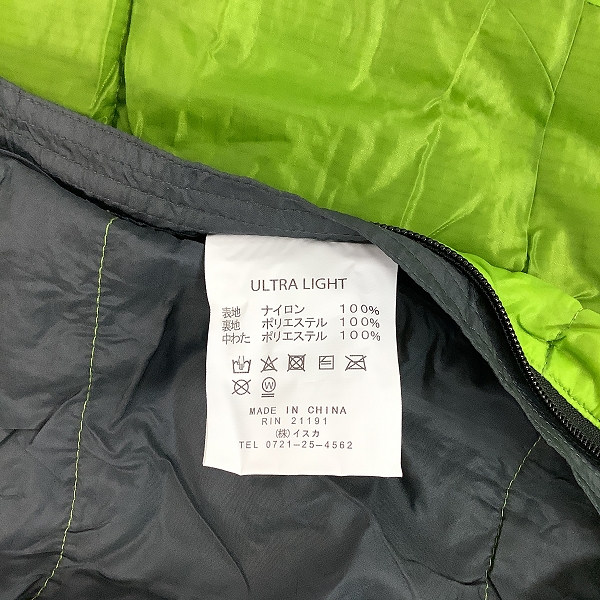 ULTRA LIGHT
表地 ナイロン 100%
裏地 ポリエステル 100%
中わた ポリエステル 100%
W
MADE IN CHINA
RIN 21191
(株)イスカ
TEL 0721-25-4562